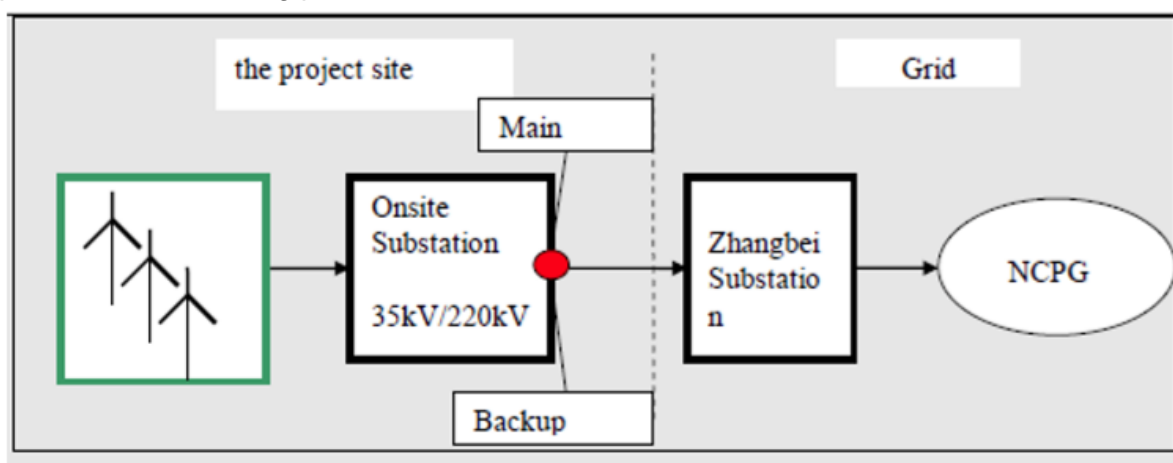 the project site
Grid
Main
Onsite
Substation
35kV/220kV
Zhangbei
Substatio
n
NCPG
Backup